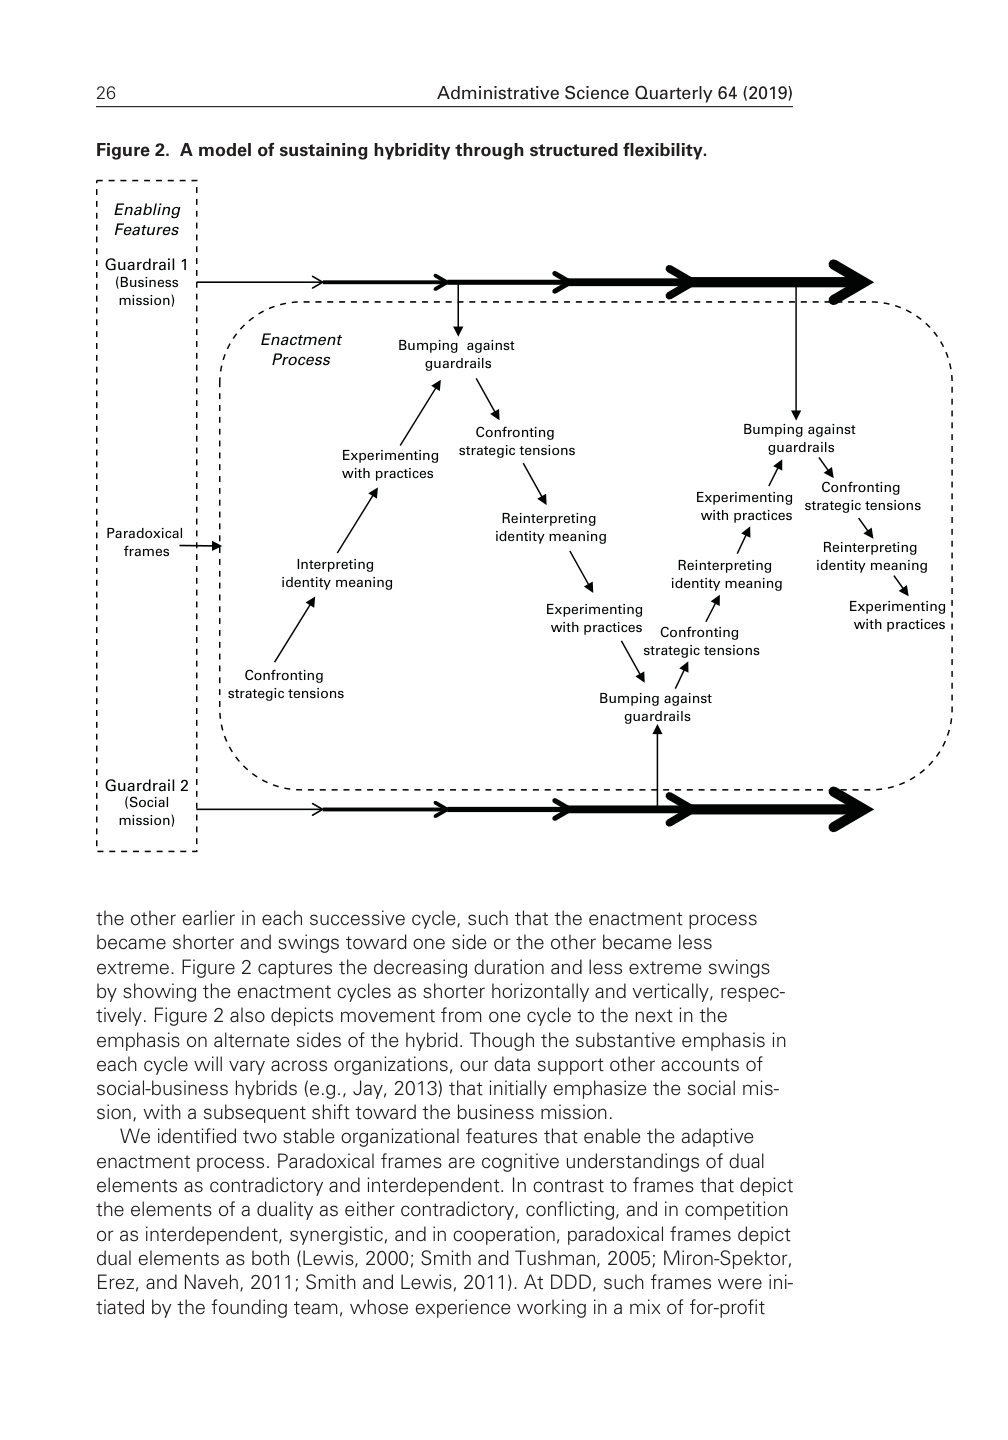 26
Administrative Science Quarterly 64 (2019)
Figure 2. A model of sustaining hybridity through structured flexibility.
Enabling
Features
Guardrail 1
(Business
mission)
Paradoxical
frames
Guardrail 2
(Social
mission)
Enactment
Process
Confronting
strategic tensions
Interpreting
identity meaning
Experimenting
with practices
Bumping against
guardrails
Confronting
strategic tensions
Reinterpreting
identity meaning
Experimenting
with practices
Bumping against
guardrails
Confronting
strategic tensions
Reinterpreting
identity meaning
Experimenting
with practices
Bumping against
guardrails
Confronting
strategic tensions
Reinterpreting
identity meaning
Experimenting
with practices
the other earlier in each successive cycle, such that the enactment process
became shorter and swings toward one side or the other became less
extreme. Figure 2 captures the decreasing duration and less extreme swings
by showing the enactment cycles as shorter horizontally and vertically, respec-
tively. Figure 2 also depicts movement from one cycle to the next in the
emphasis on alternate sides of the hybrid. Though the substantive emphasis in
each cycle will vary across organizations, our data support other accounts of
social-business hybrids (e.g., Jay, 2013) that initially emphasize the social mis-
sion, with a subsequent shift toward the business mission.
We identified two stable organizational features that enable the adaptive
enactment process. Paradoxical frames are cognitive understandings of dual
elements as contradictory and interdependent. In contrast to frames that depict
the elements of a duality as either contradictory, conflicting, and in competition
or as interdependent, synergistic, and in cooperation, paradoxical frames depict
dual elements as both (Lewis, 2000; Smith and Tushman, 2005; Miron-Spektor,
Erez, and Naveh, 2011; Smith and Lewis, 2011). At DDD, such frames were ini-
tiated by the founding team, whose experience working in a mix of for-profit